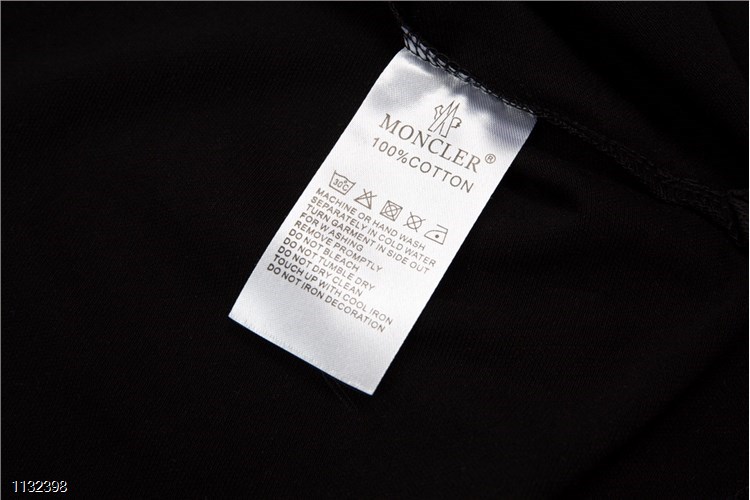 MONCLER®
100%COTTON
30°C
MACHINE OR HAND WASH
SEPARATELY IN COLD WATER
TURN GARMENT IN SIDE OUT
FOR WASHING
REMOVE PROMPTLY
DO NOT BLEACH
DO NOT TUMBLE DRY
DO NOT DRY CLEAN
TOUCH UP WITH COOL IRON
DO NOT IRON DECORATION
1132398